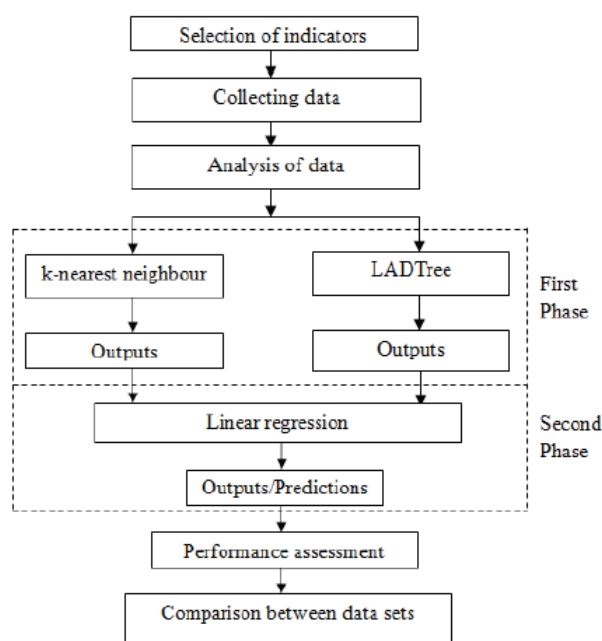 Selection of indicators
Collecting data
Analysis of data
k-nearest neighbour
LADTree
First
Phase
Outputs
Outputs
Linear regression
Second
Phase
Outputs/Predictions
Performance assessment
Comparison between data sets